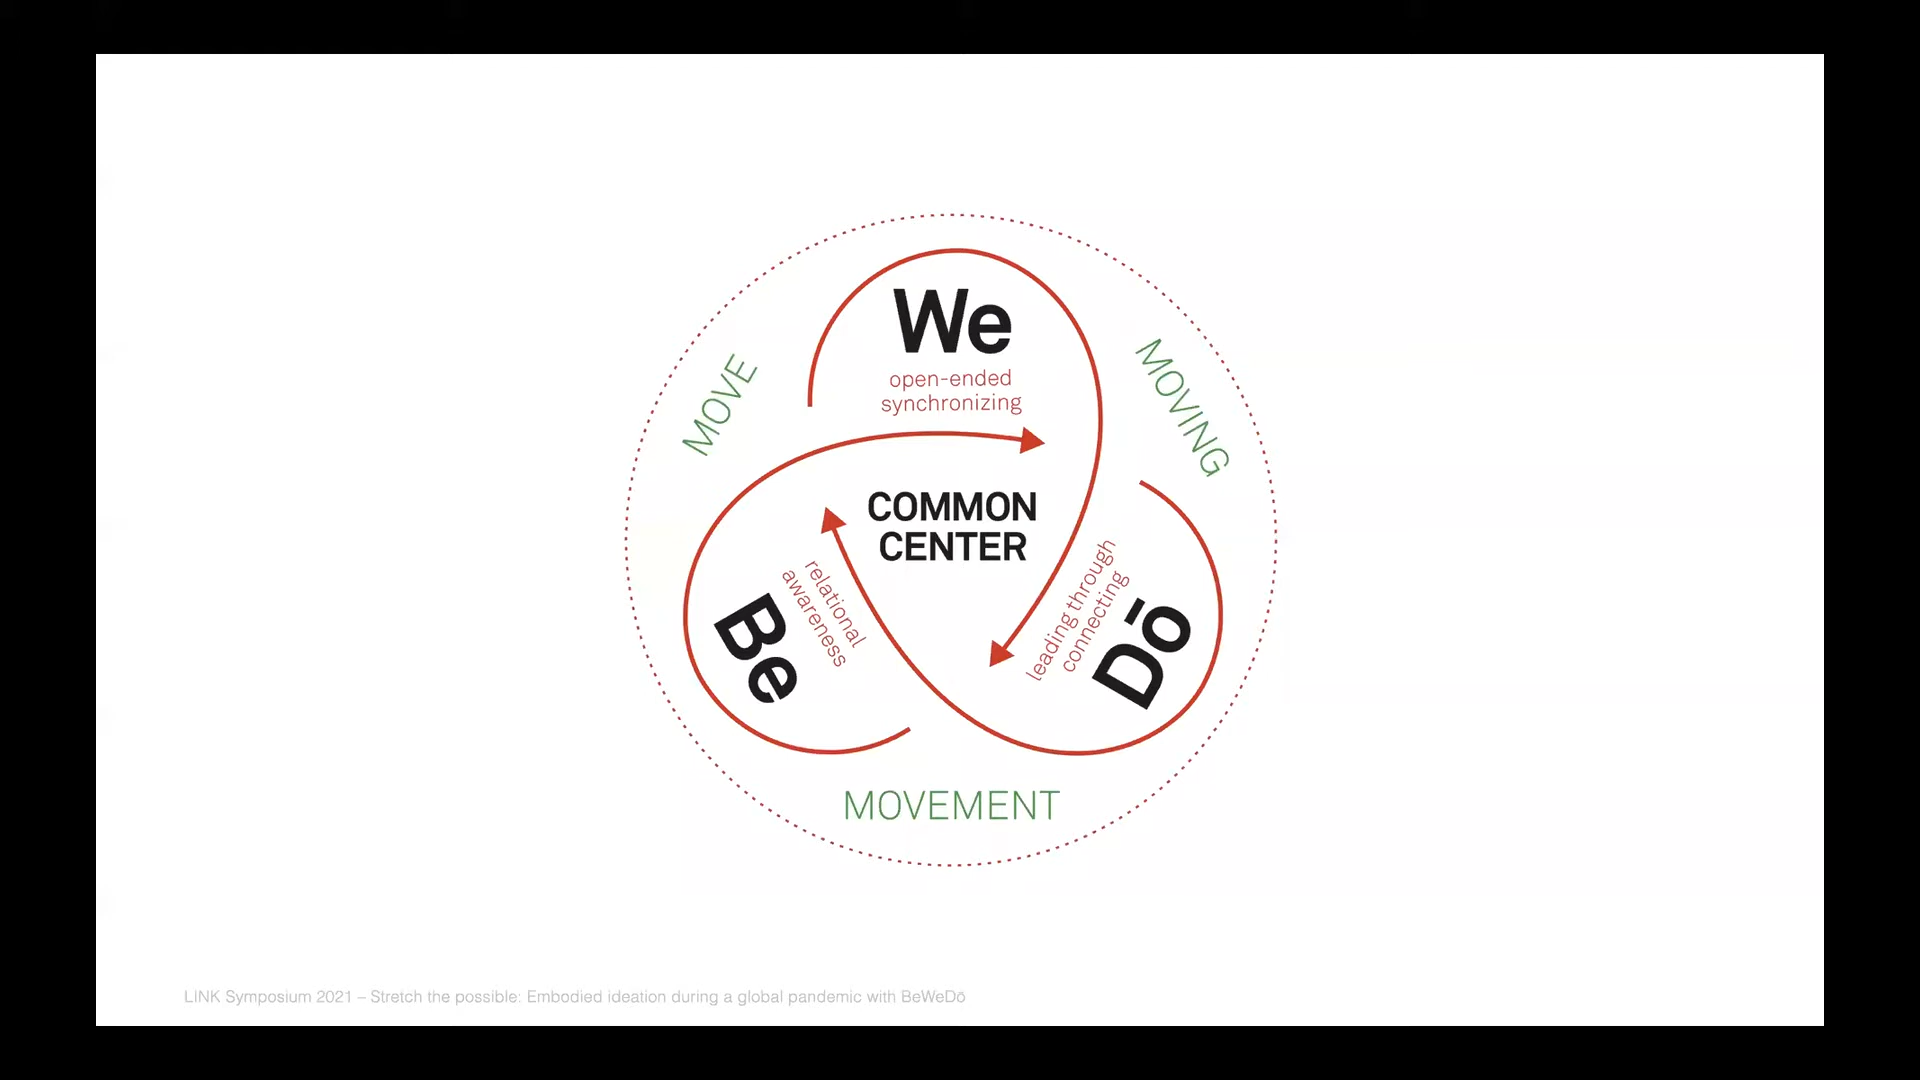 We
open-ended
synchronizing
MOVE
MOVING
COMMON
CENTER
Be
relational
awareness
leading through
connecting
Dō
MOVEMENT
LINK Symposium 2021 – Stretch the possible: Embodied ideation during a global pandemic with BeWeDō